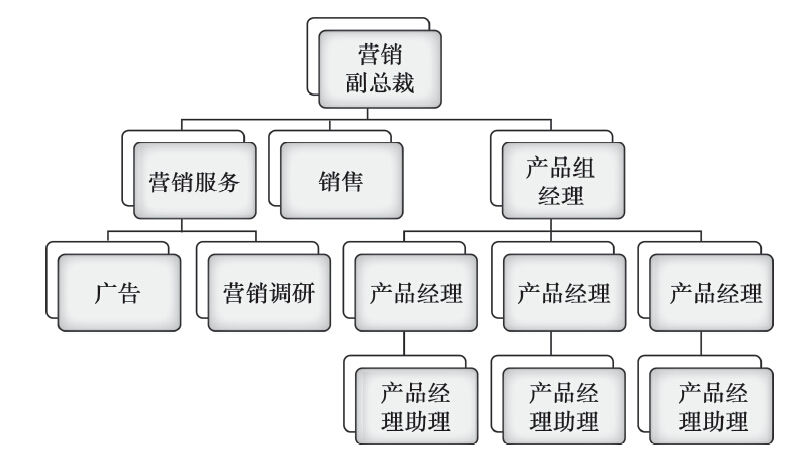 营销
副总裁
营销服务
销售
产品组
经理
广告
营销调研
产品经理
产品经理
产品经理
产品经
理助理
产品经
理助理
产品经
理助理